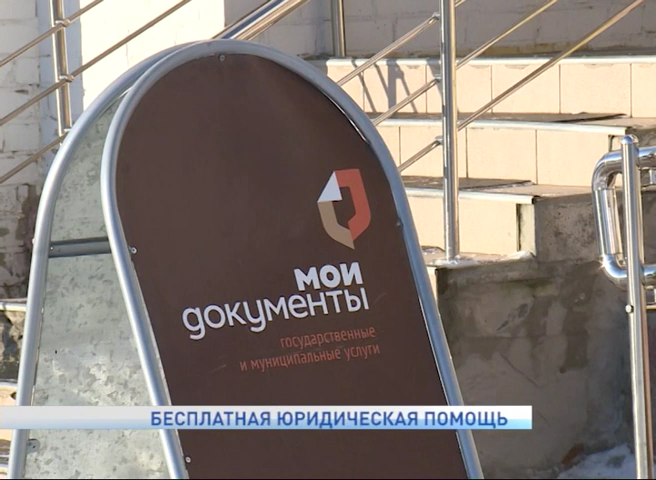 мои
документы
государственные
и муниципальные услуги
БЕСПЛАТНАЯ ЮРИДИЧЕСКАЯ ПОМОЩЬ